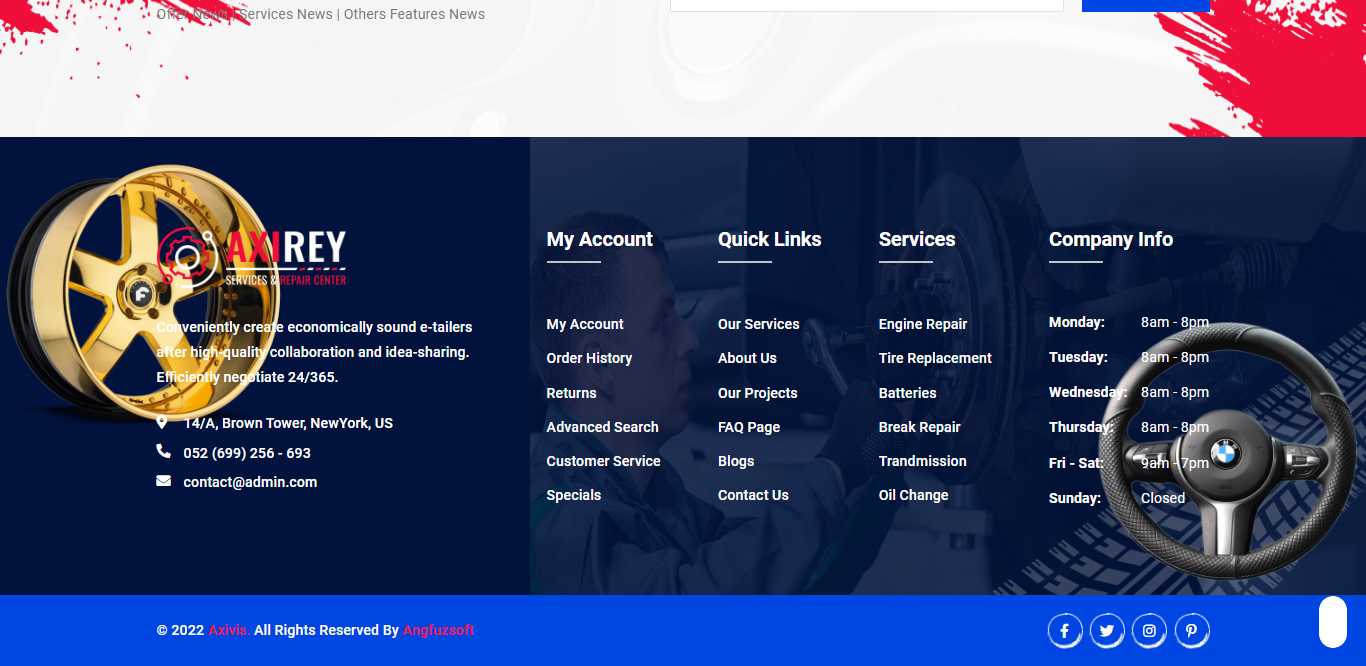 Offer News | Services News | Others Features News
AXIREY
SERVICES & REPAIR CENTER
Conveniently create economically sound e-tailers
after high-quality collaboration and idea-sharing.
Efficiently negotiate 24/365.
14/A, Brown Tower, NewYork, US
052 (699) 256 - 693
contact@admin.com
My Account
My Account
Order History
Returns
Advanced Search
Customer Service
Specials
Quick Links
Our Services
About Us
Our Projects
FAQ Page
Blogs
Contact Us
Services
Engine Repair
Tire Replacement
Batteries
Break Repair
Trandmission
Oil Change
Company Info
Monday: 8am - 8pm
Tuesday: 8am - 8pm
Wednesday: 8am - 8pm
Thursday: 8am - 8pm
Fri - Sat: 9am - 7pm
Sunday: Closed
© 2022 Axivis. All Rights Reserved By Angfuzsoft